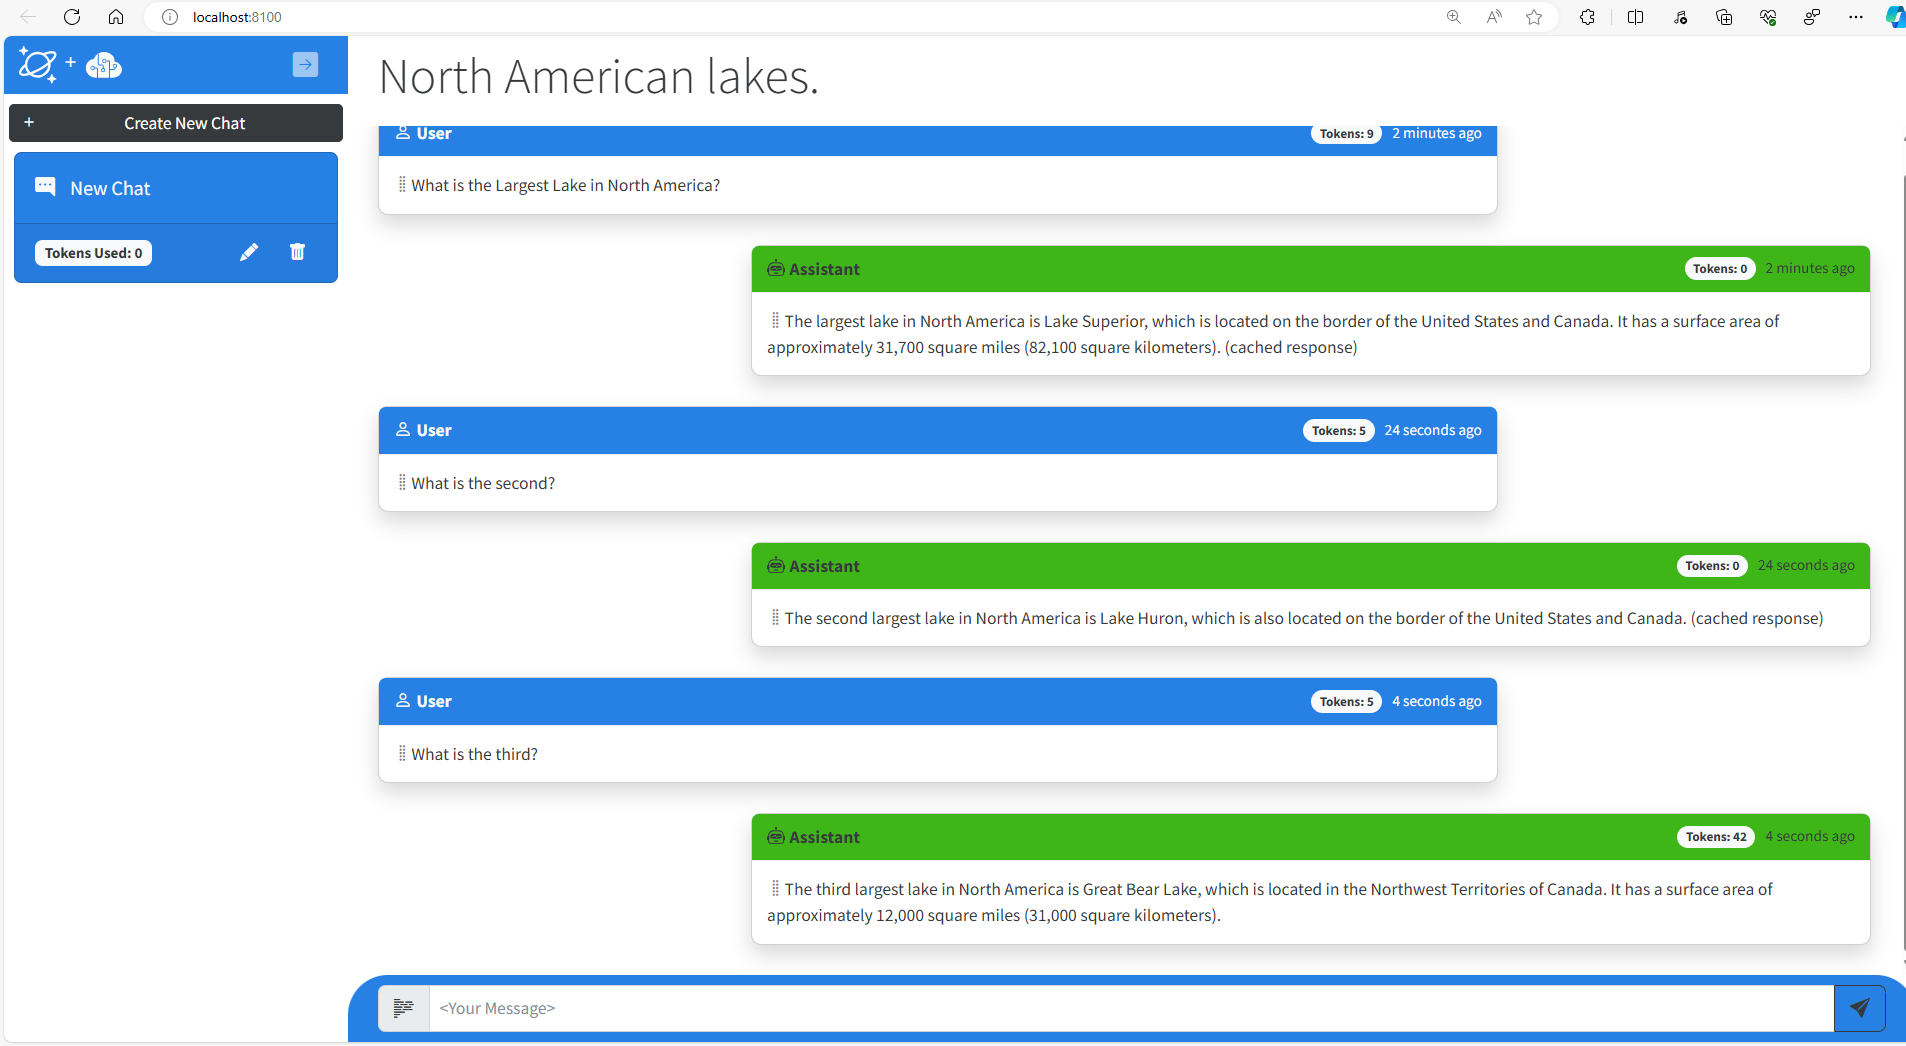 localhost:8100
+
+ Create New Chat
New Chat
Tokens Used: 0
North American lakes.
User Tokens: 9 2 minutes ago
What is the Largest Lake in North America?
Assistant Tokens: 0 2 minutes ago
The largest lake in North America is Lake Superior, which is located on the border of the United States and Canada. It has a surface area of
approximately 31,700 square miles (82,100 square kilometers). (cached response)
User Tokens: 5 24 seconds ago
What is the second?
Assistant Tokens: 0 24 seconds ago
The second largest lake in North America is Lake Huron, which is also located on the border of the United States and Canada. (cached response)
User Tokens: 5 4 seconds ago
What is the third?
Assistant Tokens: 42 4 seconds ago
The third largest lake in North America is Great Bear Lake, which is located in the Northwest Territories of Canada. It has a surface area of
approximately 12,000 square miles (31,000 square kilometers).
<Your Message>